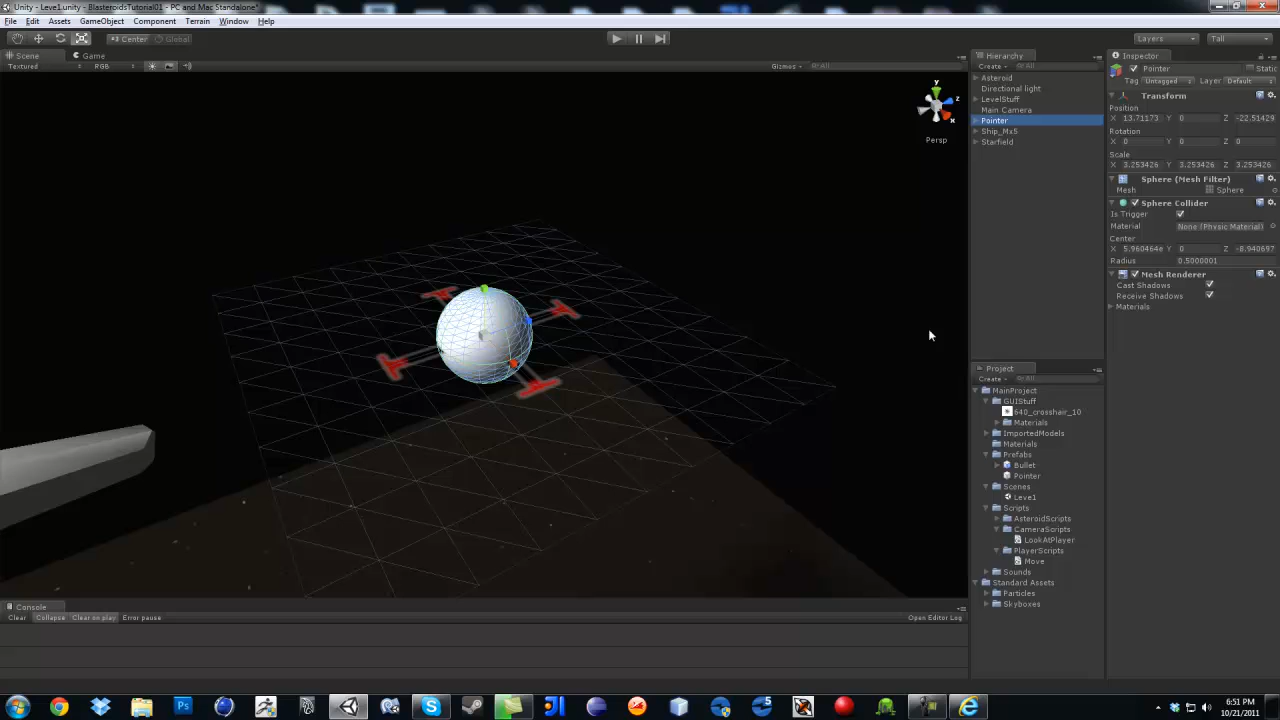 Unity - Leve1.unity - BlasteroidsTutorial01 - PC and Mac Standalone*
File Edit Assets GameObject Component Terrain Window Help
Center Global Layers Tall
Scene Game
Textured RGB Gizmos All
persp
y
z
x
Hierarchy
Create All
Asteroid
Directional light
LevelStuff
Main Camera
Pointer
Ship_Mx5
Starfield
Inspector
Pointer Static
Tag Untagged Layer Default
Transform
Position
X 13.71173 Y 0 Z -22.51429
Rotation
X 0 Y 0 Z 0
Scale
X 3.253426 Y 3.253426 Z 3.253426
Sphere (Mesh Filter)
Mesh Sphere
Sphere Collider
Is Trigger
Material None (Physic Material)
Center
X 5.960464e Y 0 Z -8.940697
Radius 0.5000001
Mesh Renderer
Cast Shadows
Receive Shadows
Materials
Project
Create All
MainProject
GUIStuff
640_crosshair_10
Materials
ImportedModels
Materials
Prefabs
Bullet
Pointer
Scenes
Leve1
Scripts
AsteroidScripts
CameraScripts
LookAtPlayer
PlayerScripts
Move
Sounds
Standard Assets
Particles
Skyboxes
Console
Clear Collapse Clear on play Error pause Open Editor Log
6:51 PM
10/21/2011